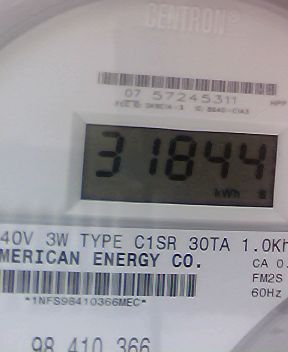 CENTRON®
07 57245311
31844
kWh
40V 3W TYPE C1SR 30TA 1.0Kh
MERICAN ENERGY CO.
CA 0.
FM2S
60Hz
*1NFS98410366MEC*
98 410 366